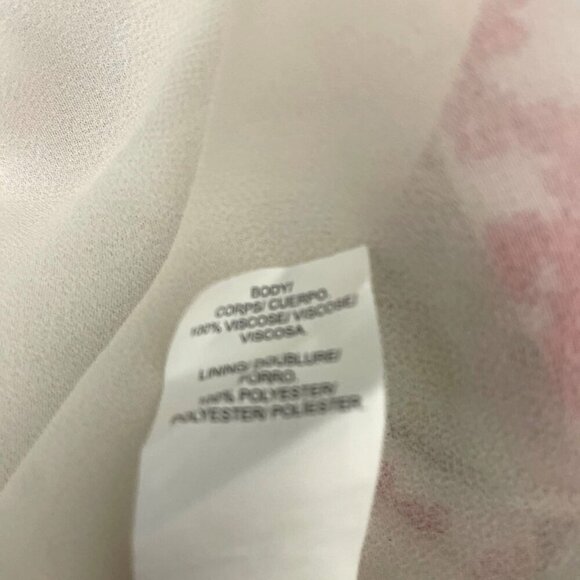 BODY/
CORPS/ CUERPO.
100% VISCOSE/ VISCOSE/
VISCOSA.
LINING/ DOUBLURE/
FORRO.
100% POLYESTER/
POLYESTER/ POLIESTER.